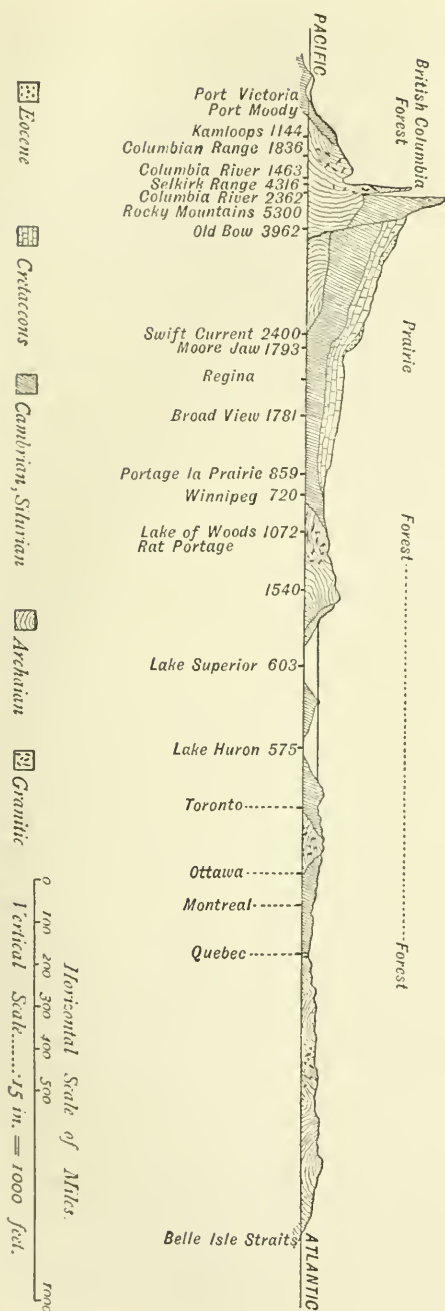 PACIFIC
British Columbia
Forest
Prairie
Forest
Forest
ATLANTIC
Port Victoria
Port Moody
Kamloops 1144
Columbian Range 1836
Columbia River 1463
Selkirk Range 4316
Columbia River 2362
Rocky Mountains 5300
Old Bow 3962
Swift Current 2400
Moore Jaw 1793
Regina
Broad View 1781
Portage la Prairie 859
Winnipeg 720
Lake of Woods 1072
Rat Portage
1540
Lake Superior 603
Lake Huron 575
Toronto
Ottawa
Montreal
Quebec
Belle Isle Straits
Eocene
Cretaccous
Cambrian, Silurian
Archaian
Granitic
Horizontal Scale of Miles.
0 100 200 300 400 500 1000
Vertical Scale......·15 in. = 1000 feet.